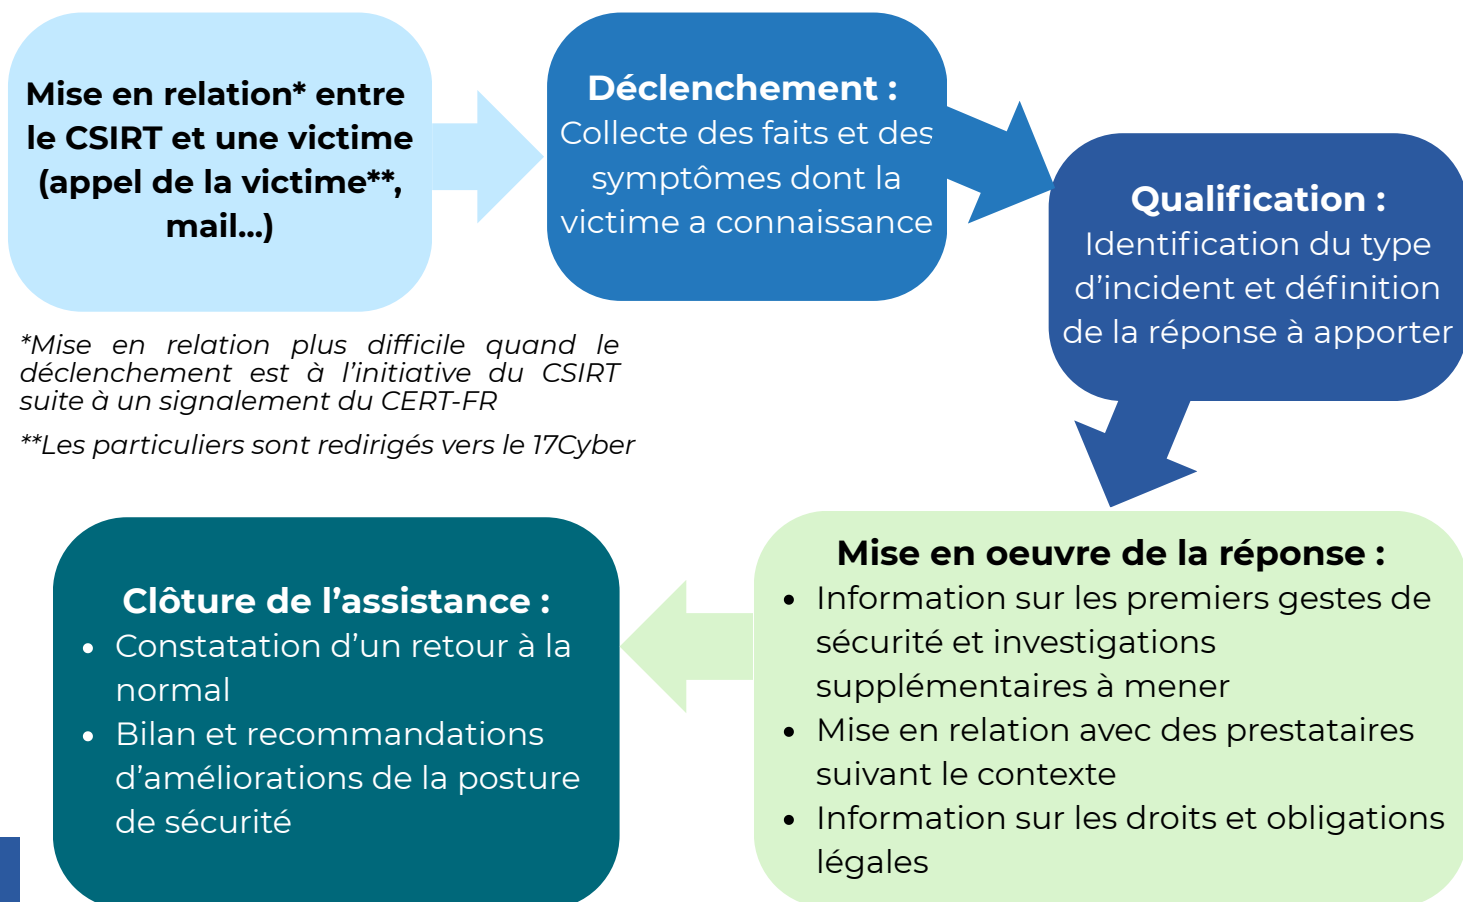 Mise en relation* entre
le CSIRT et une victime
(appel de la victime**,
mail...)
Déclenchement :
Collecte des faits et des
symptômes dont la
victime a connaissance
Qualification :
Identification du type
d’incident et définition
de la réponse à apporter
*Mise en relation plus difficile quand le
déclenchement est à l’initiative du CSIRT
suite à un signalement du CERT-FR
**Les particuliers sont redirigés vers le 17Cyber
Mise en oeuvre de la réponse :
• Information sur les premiers gestes de
sécurité et investigations
supplémentaires à mener
• Mise en relation avec des prestataires
suivant le contexte
• Information sur les droits et obligations
légales
Clôture de l’assistance :
• Constatation d’un retour à la
normal
• Bilan et recommandations
d’améliorations de la posture
de sécurité